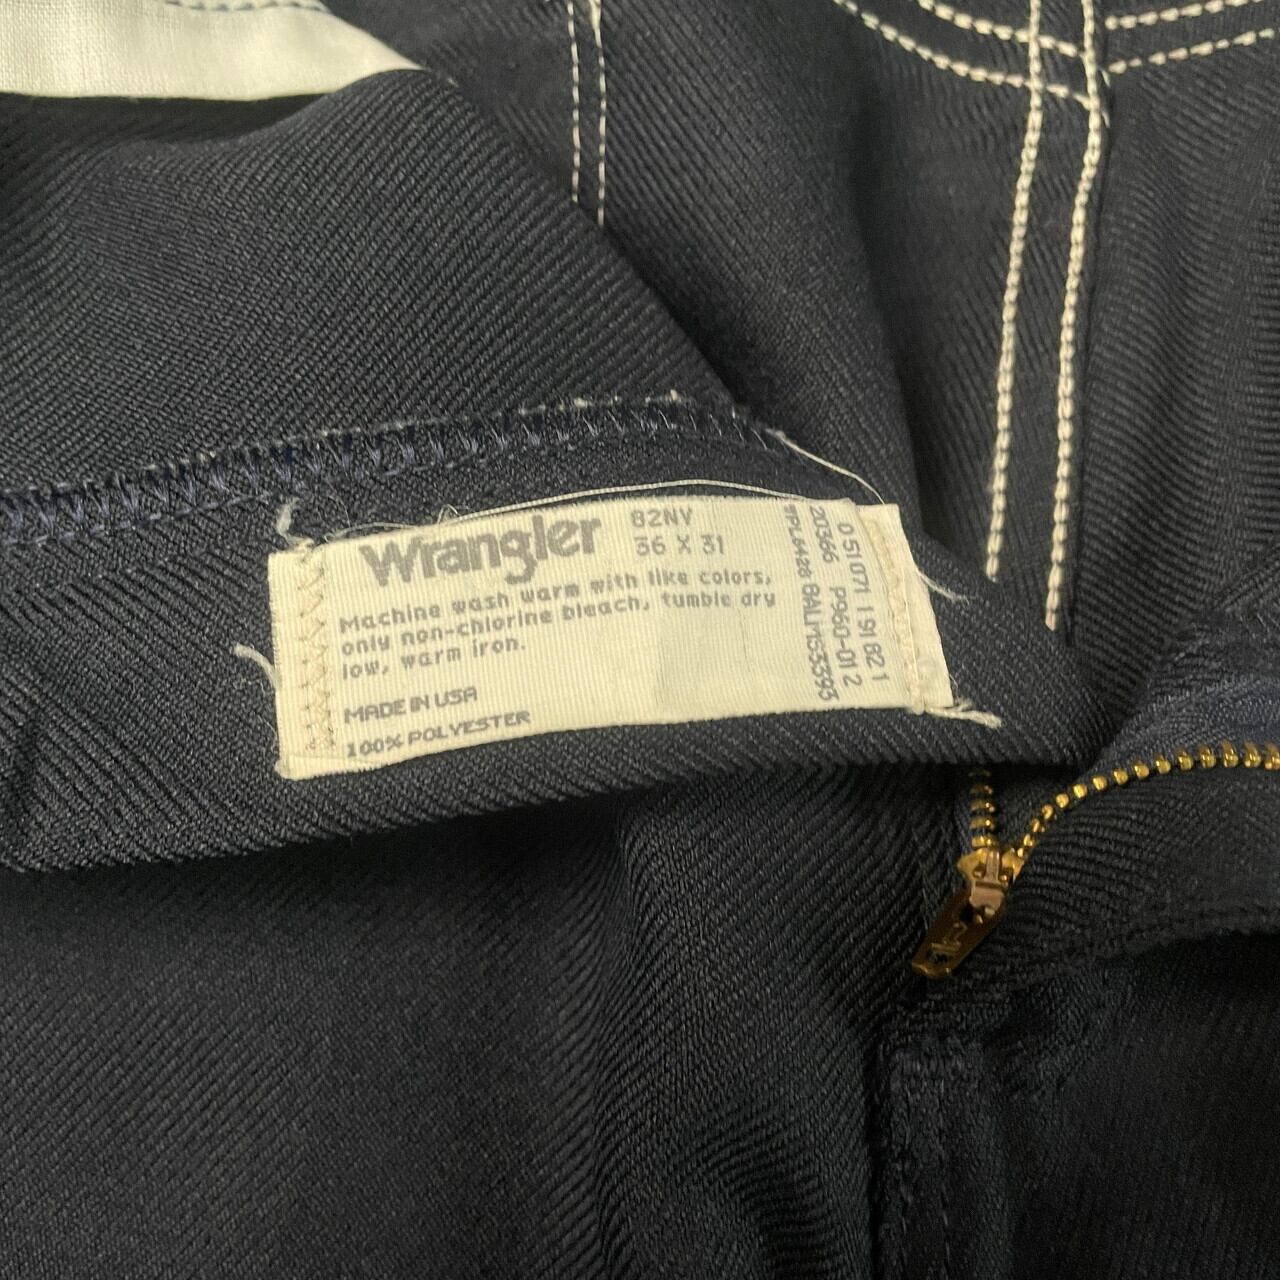 Wrangler 82NY
36 X 31
Machine wash warm with like colors,
only non-chlorine bleach, tumble dry
low, warm iron.
MADE IN USA
100% POLYESTER
0 51071 19182 1
20366 P960-01 2